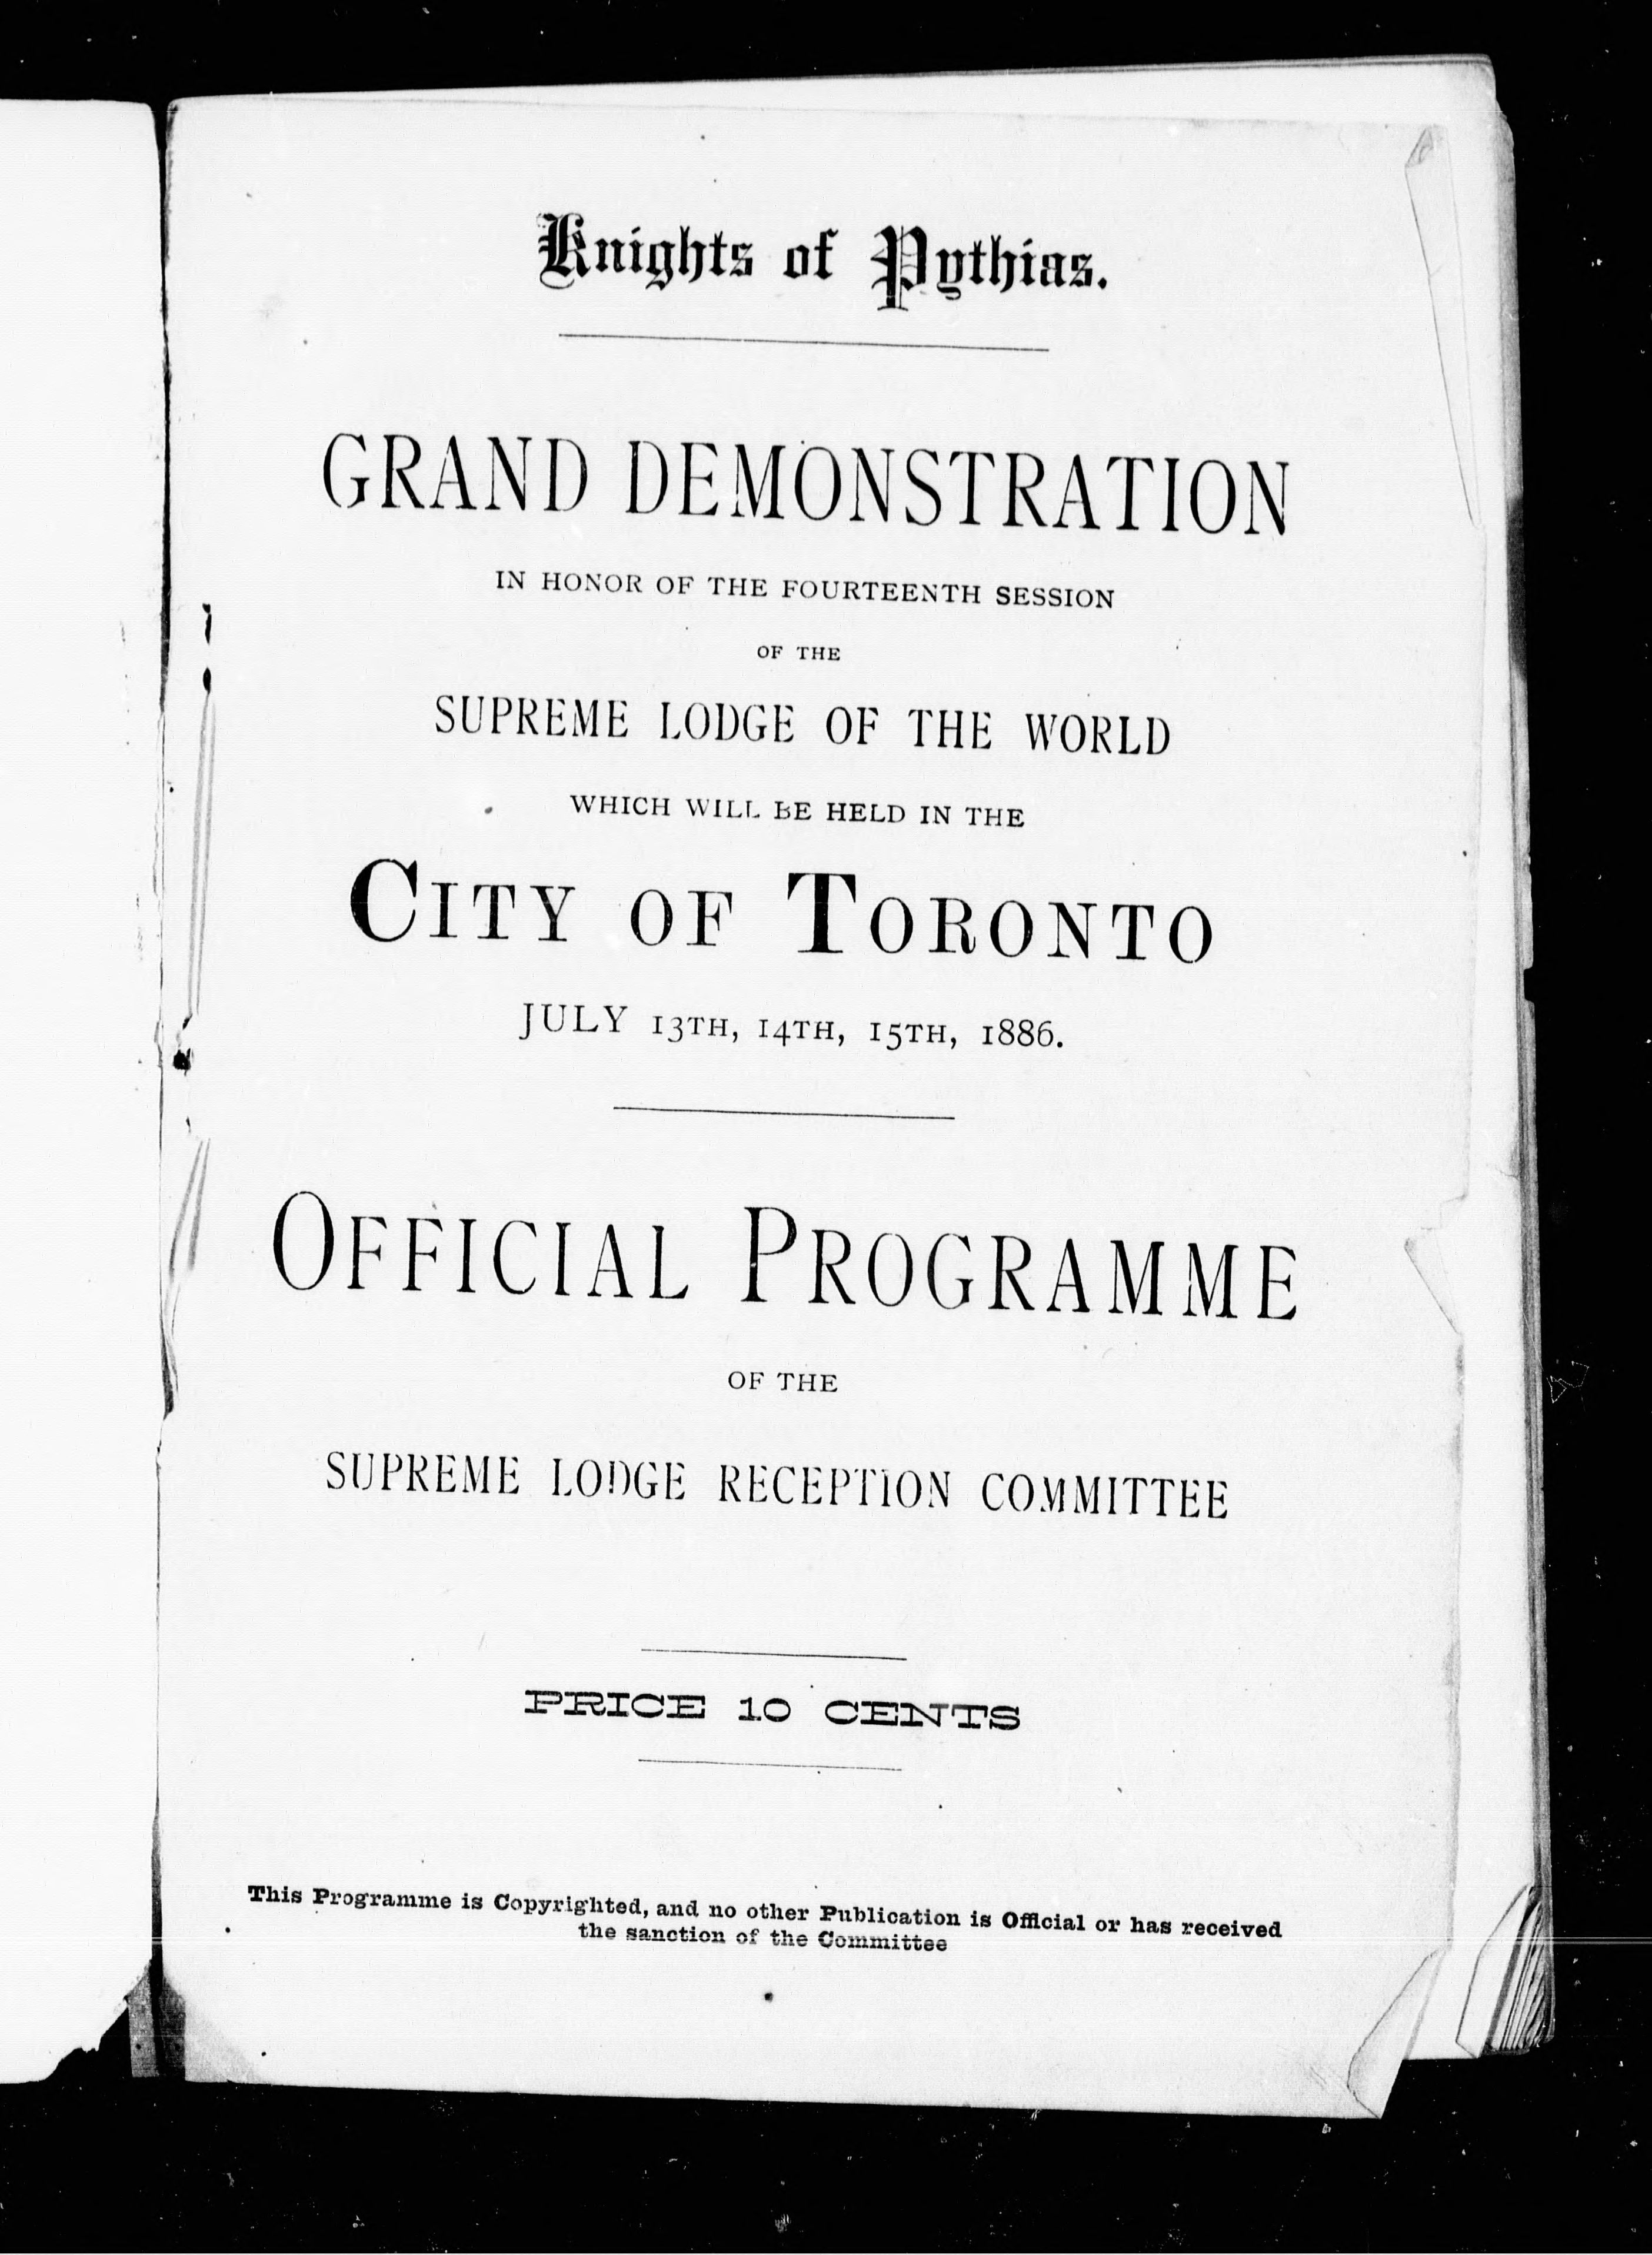 Knights of Pythias.
GRAND DEMONSTRATION
IN HONOR OF THE FOURTEENTH SESSION
OF THE
SUPREME LODGE OF THE WORLD
WHICH WILL BE HELD IN THE
CITY OF TORONTO
JULY 13TH, 14TH, 15TH, 1886.
OFFICIAL PROGRAMME
OF THE
SUPREME LODGE RECEPTION COMMITTEE
PRICE 10 CENTS
This Programme is Copyrighted, and no other Publication is Official or has received
the sanction of the Committee